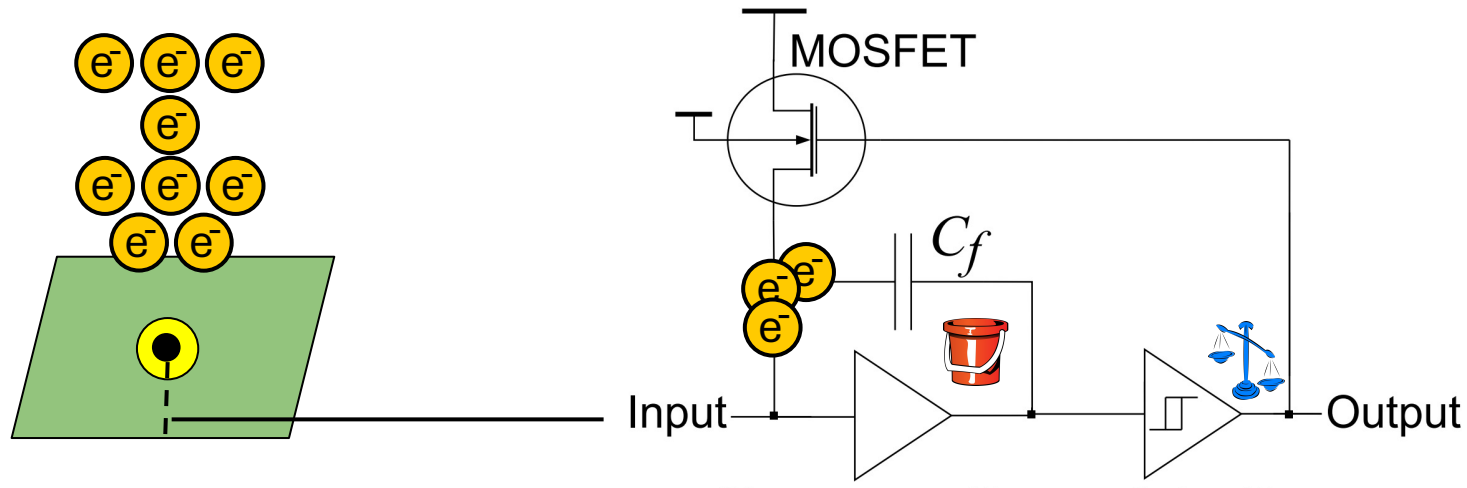 MOSFET
e⁻ e⁻ e⁻
e⁻
e⁻ e⁻ e⁻
e⁻ e⁻
C_f
e⁻
e⁻
e⁻
Input
Output